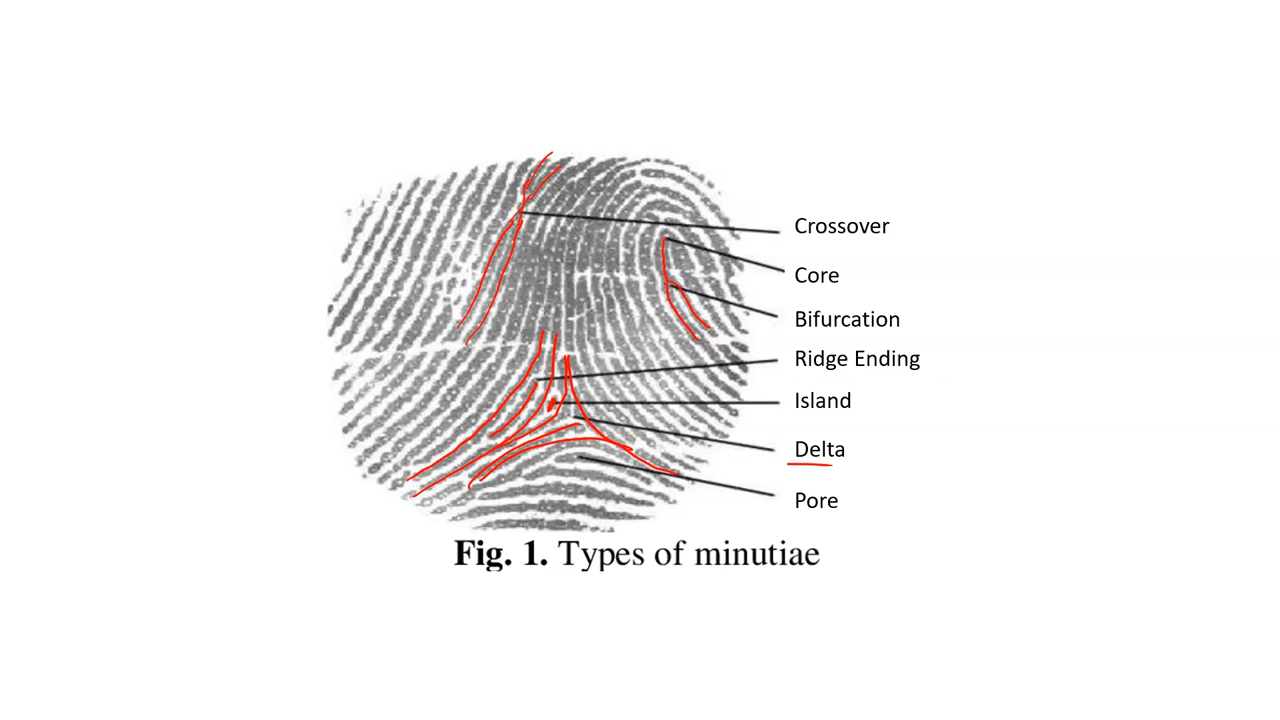 Crossover
Core
Bifurcation
Ridge Ending
Island
Delta
Pore
Fig. 1. Types of minutiae